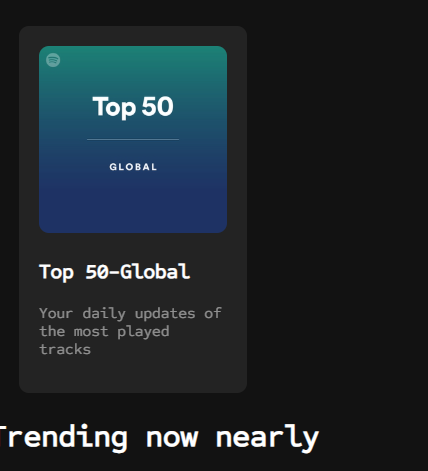 Top 50
GLOBAL
Top 50-Global
Your daily updates of
the most played
tracks
Trending now nearly